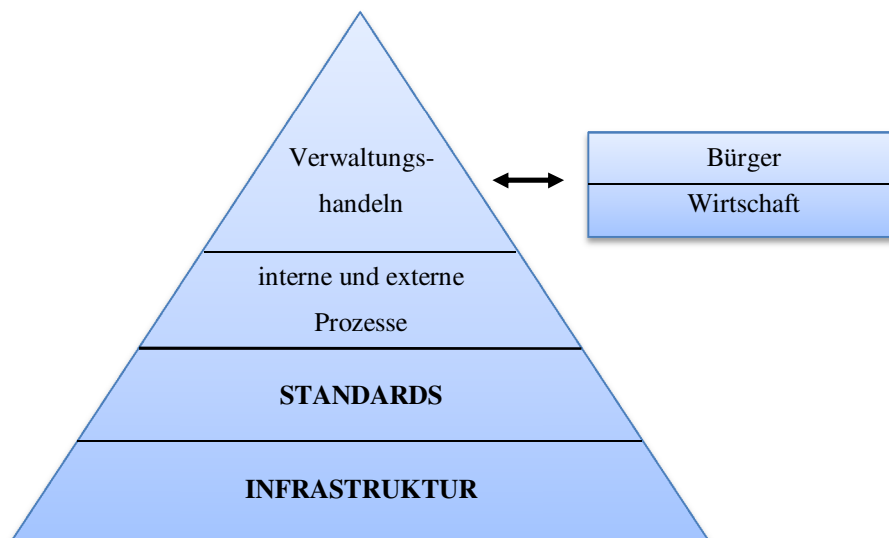 Verwaltungs-
handeln
Bürger
Wirtschaft
interne und externe
Prozesse
STANDARDS
INFRASTRUKTUR